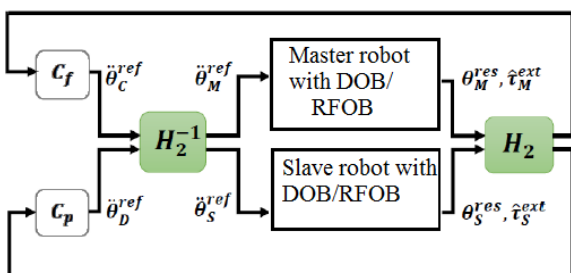 C_f
θ̈_C^{ref}
θ̈_M^{ref}
Master robot
with DOB/
RFOB
θ_M^{res}, τ̂_M^{ext}
H_2^{-1}
H_2
C_p
θ̈_D^{ref}
θ̈_S^{ref}
Slave robot with
DOB/RFOB
θ_S^{res}, τ̂_S^{ext}